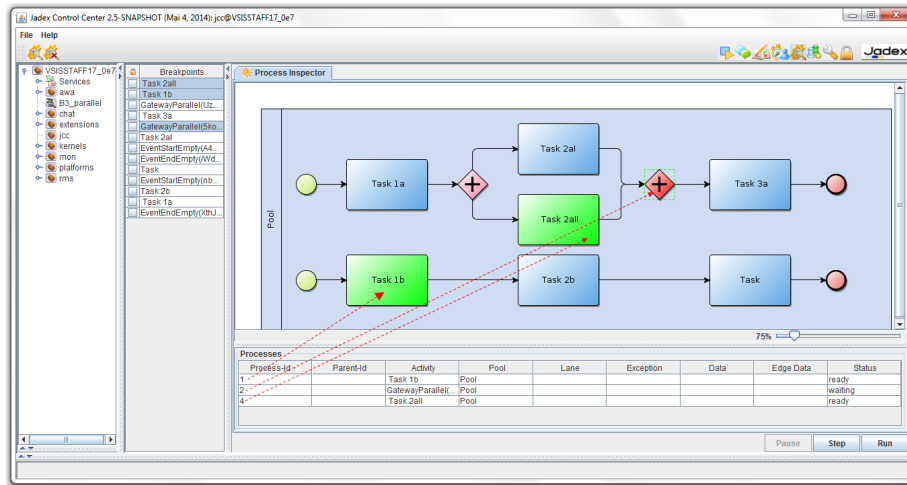 Jadex Control Center 2.5-SNAPSHOT (Mai 4, 2014): jcc@VSISSTAFF17_0e7
File Help
Jadex
VSISSTAFF17_0e7
Services
awa
B3_parallel
chat
extensions
jcc
kernels
mon
platforms
rms
Breakpoints
Task 2all
Task 1b
GatewayParallel(Uz...
Task 3a
GatewayParallel(5ko...
Task 2al
EventStartEmpty(A4...
EventEndEmpty(/Wd...
Task
EventStartEmpty(nb...
Task 2b
Task 1a
EventEndEmpty(XthJ...
Process Inspector
Pool
Task 1a
Task 2al
Task 2all
Task 3a
Task 1b
Task 2b
Task
75%
Processes
Process-Id Parent-Id Activity Pool Lane Exception Data Edge Data Status
1 Task 1b Pool ready
2 GatewayParallel(... Pool waiting
4 Task 2all Pool ready
Pause Step Run